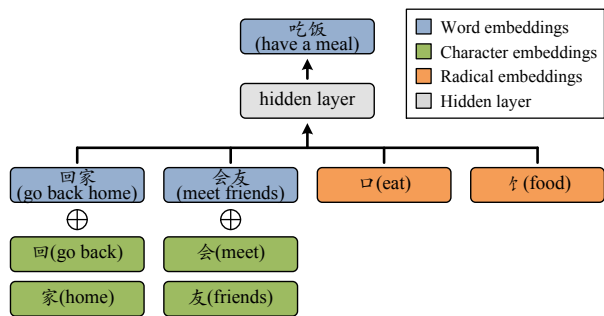 吃饭
(have a meal)
Word embeddings
Character embeddings
Radical embeddings
Hidden layer
hidden layer
回家
(go back home)
会友
(meet friends)
口(eat)
饣(food)
回(go back)
会(meet)
家(home)
友(friends)